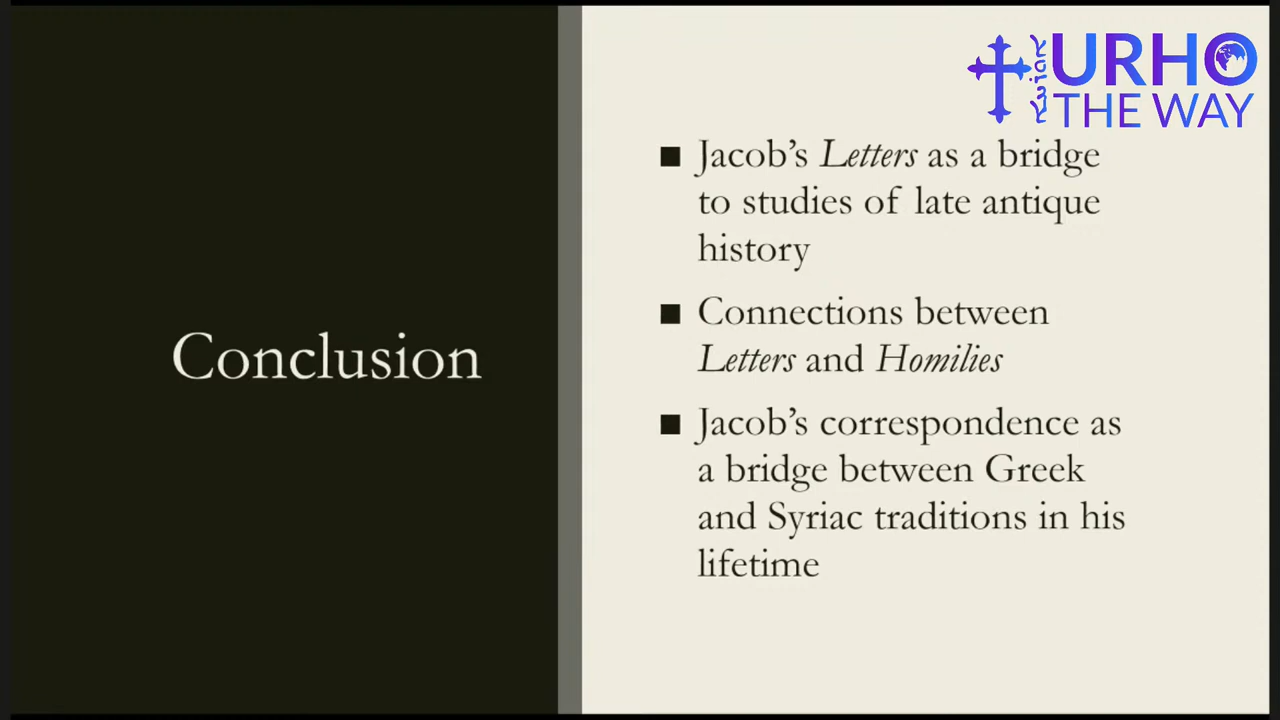 URHO
THE WAY
Jacob’s Letters as a bridge
to studies of late antique
history
Connections between
Letters and Homilies
Conclusion
Jacob’s correspondence as
a bridge between Greek
and Syriac traditions in his
lifetime